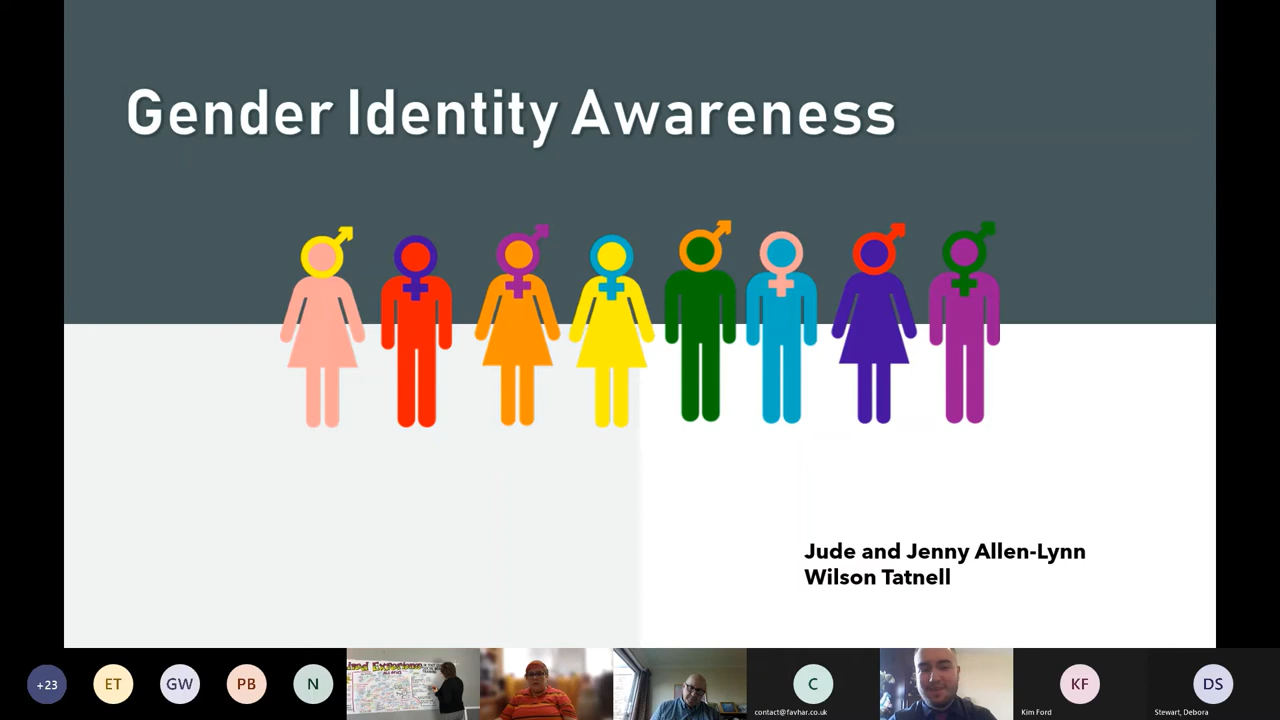 Gender Identity Awareness
Jude and Jenny Allen-Lynn
Wilson Tatnell
+23
ET
GW
PB
N
C
contact@favhar.co.uk
KF
Kim Ford
DS
Stewart, Debora